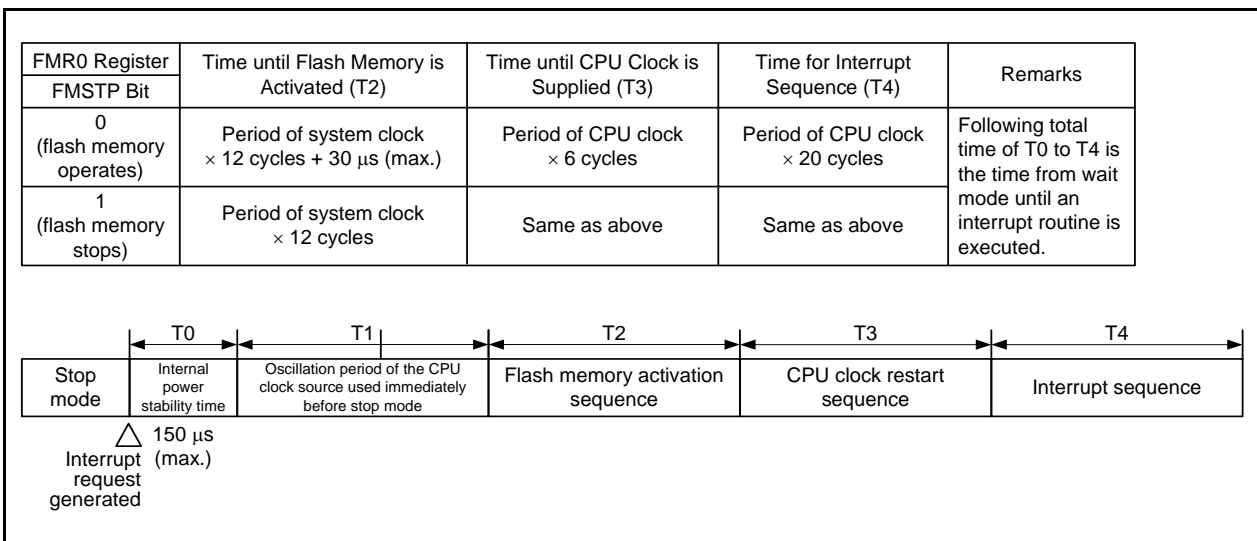 FMR0 Register
FMSTP Bit
Time until Flash Memory is
Activated (T2)
Time until CPU Clock is
Supplied (T3)
Time for Interrupt
Sequence (T4)
Remarks
0
(flash memory
operates)
Period of system clock
× 12 cycles + 30 μs (max.)
Period of CPU clock
× 6 cycles
Period of CPU clock
× 20 cycles
Following total
time of T0 to T4 is
the time from wait
mode until an
interrupt routine is
executed.
1
(flash memory
stops)
Period of system clock
× 12 cycles
Same as above
Same as above
T0
T1
T2
T3
T4
Stop
mode
Internal
power
stability time
Oscillation period of the CPU
clock source used immediately
before stop mode
Flash memory activation
sequence
CPU clock restart
sequence
Interrupt sequence
150 μs
(max.)
Interrupt
request
generated